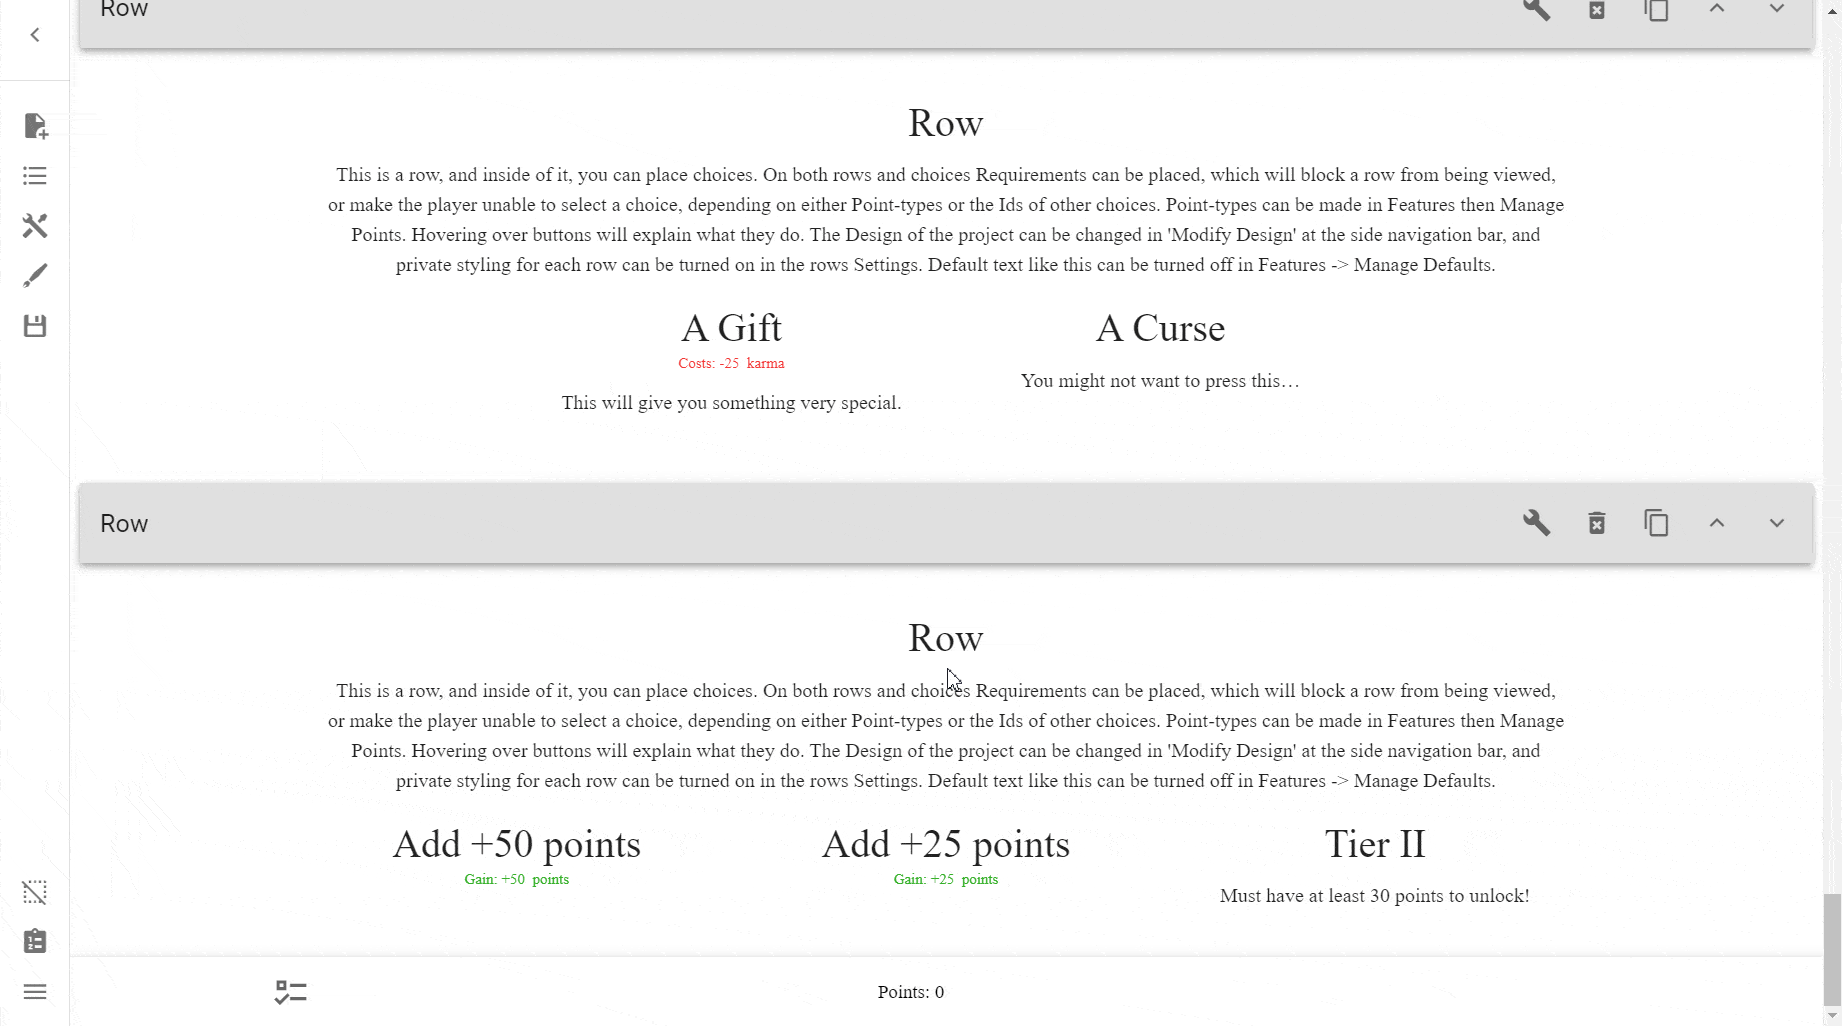 Row
Row
This is a row, and inside of it, you can place choices. On both rows and choices Requirements can be placed, which will block a row from being viewed,
or make the player unable to select a choice, depending on either Point-types or the Ids of other choices. Point-types can be made in Features then Manage
Points. Hovering over buttons will explain what they do. The Design of the project can be changed in 'Modify Design' at the side navigation bar, and
private styling for each row can be turned on in the rows Settings. Default text like this can be turned off in Features -> Manage Defaults.
A Gift
Costs: -25 karma
This will give you something very special.
A Curse
You might not want to press this…
Row
Row
This is a row, and inside of it, you can place choices. On both rows and choices Requirements can be placed, which will block a row from being viewed,
or make the player unable to select a choice, depending on either Point-types or the Ids of other choices. Point-types can be made in Features then Manage
Points. Hovering over buttons will explain what they do. The Design of the project can be changed in 'Modify Design' at the side navigation bar, and
private styling for each row can be turned on in the rows Settings. Default text like this can be turned off in Features -> Manage Defaults.
Add +50 points
Gain: +50 points
Add +25 points
Gain: +25 points
Tier II
Must have at least 30 points to unlock!
Points: 0